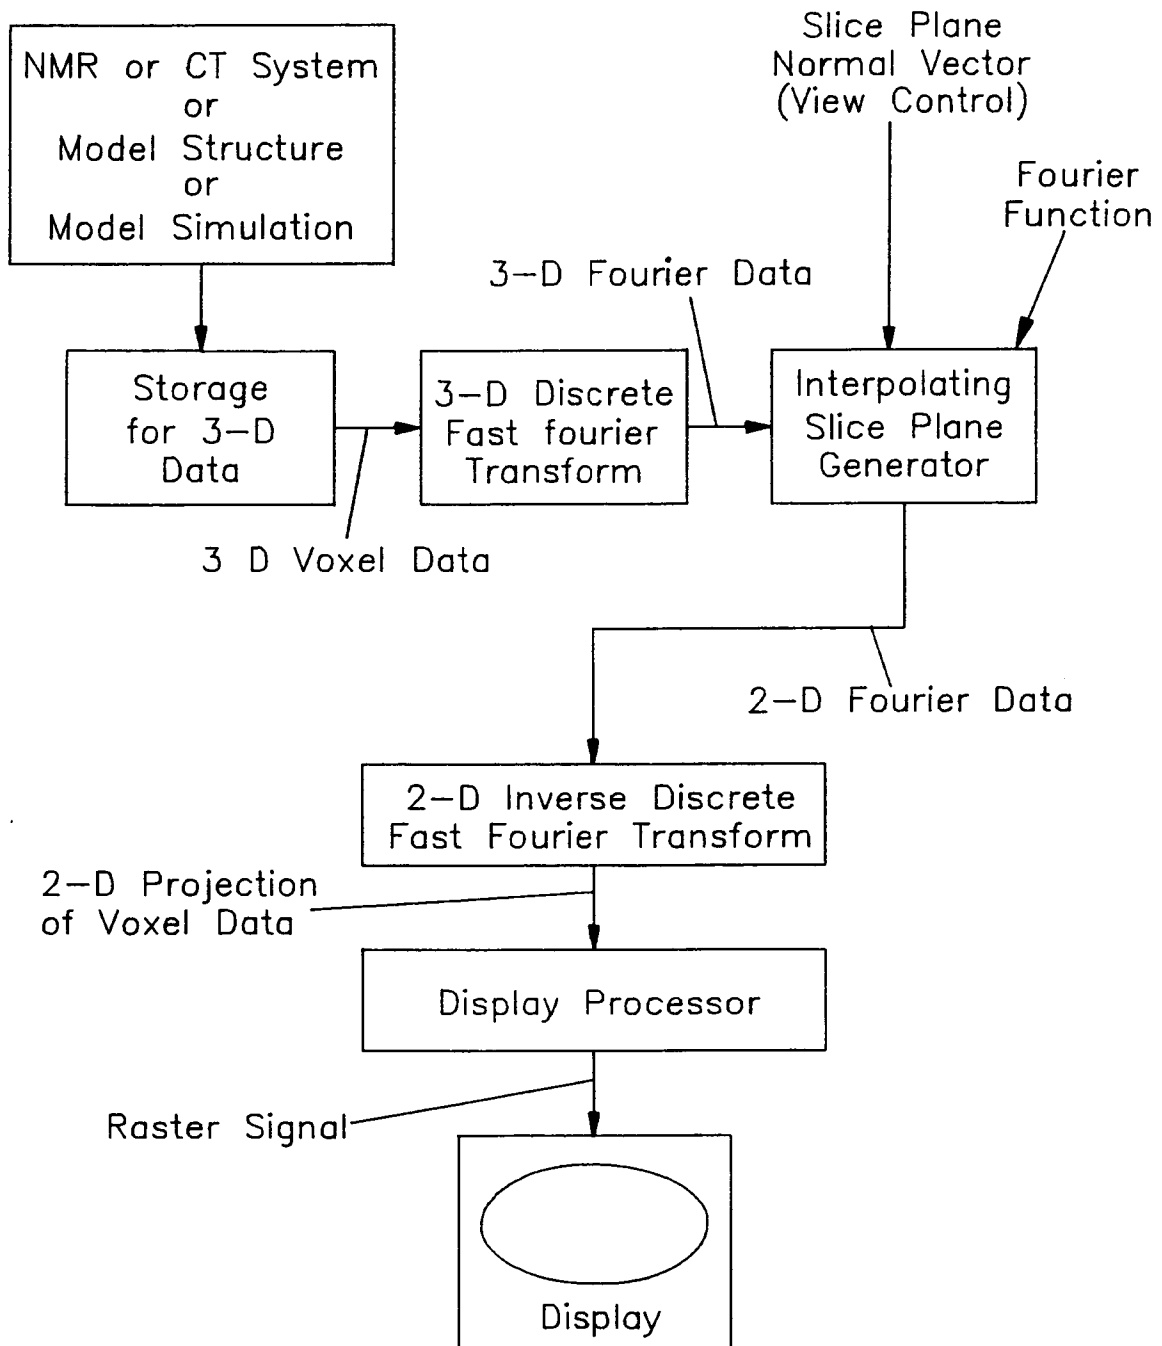 NMR or CT System
or
Model Structure
or
Model Simulation
Slice Plane
Normal Vector
(View Control)
Fourier
Function
3-D Fourier Data
Storage
for 3-D
Data
3-D Discrete
Fast fourier
Transform
Interpolating
Slice Plane
Generator
3 D Voxel Data
2-D Fourier Data
2-D Inverse Discrete
Fast Fourier Transform
2-D Projection
of Voxel Data
Display Processor
Raster Signal
Display